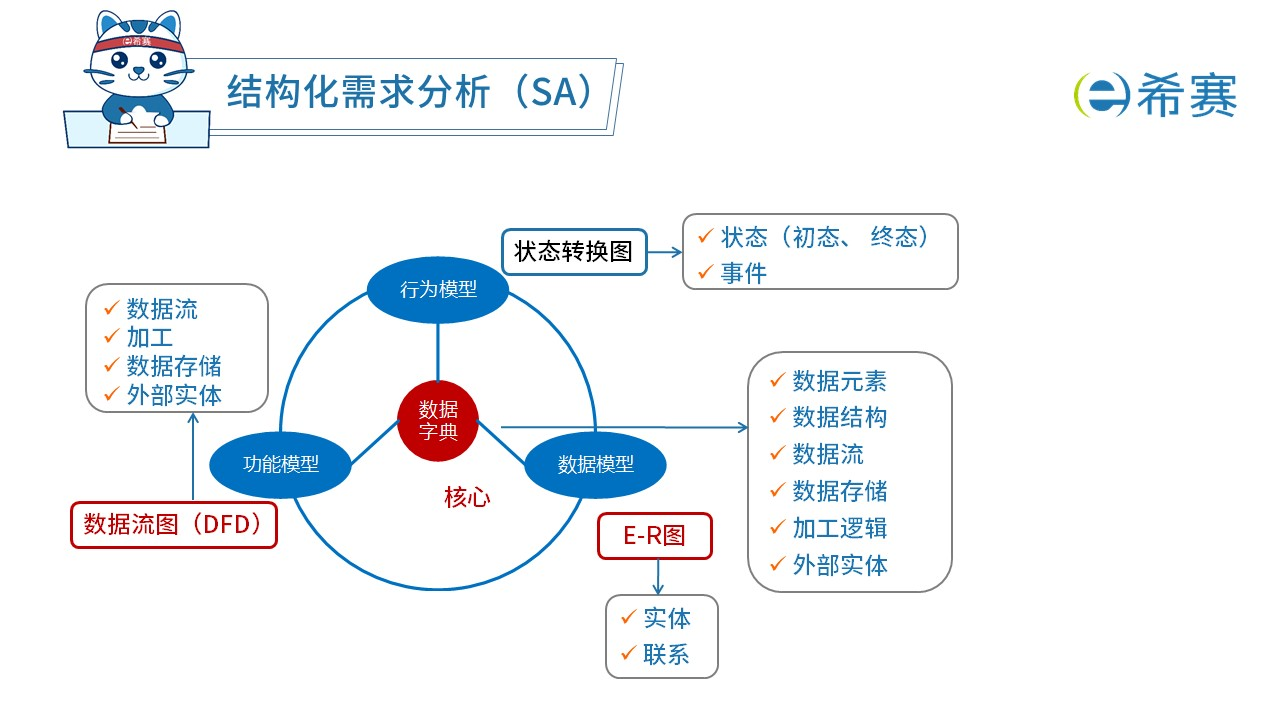 希赛
结构化需求分析（SA）
希赛
状态转换图
状态（初态、 终态）
事件
行为模型
数据流
加工
数据存储
外部实体
数据
字典
数据元素
数据结构
数据流
数据存储
加工逻辑
外部实体
功能模型
数据模型
核心
数据流图（DFD）
E-R图
实体
联系